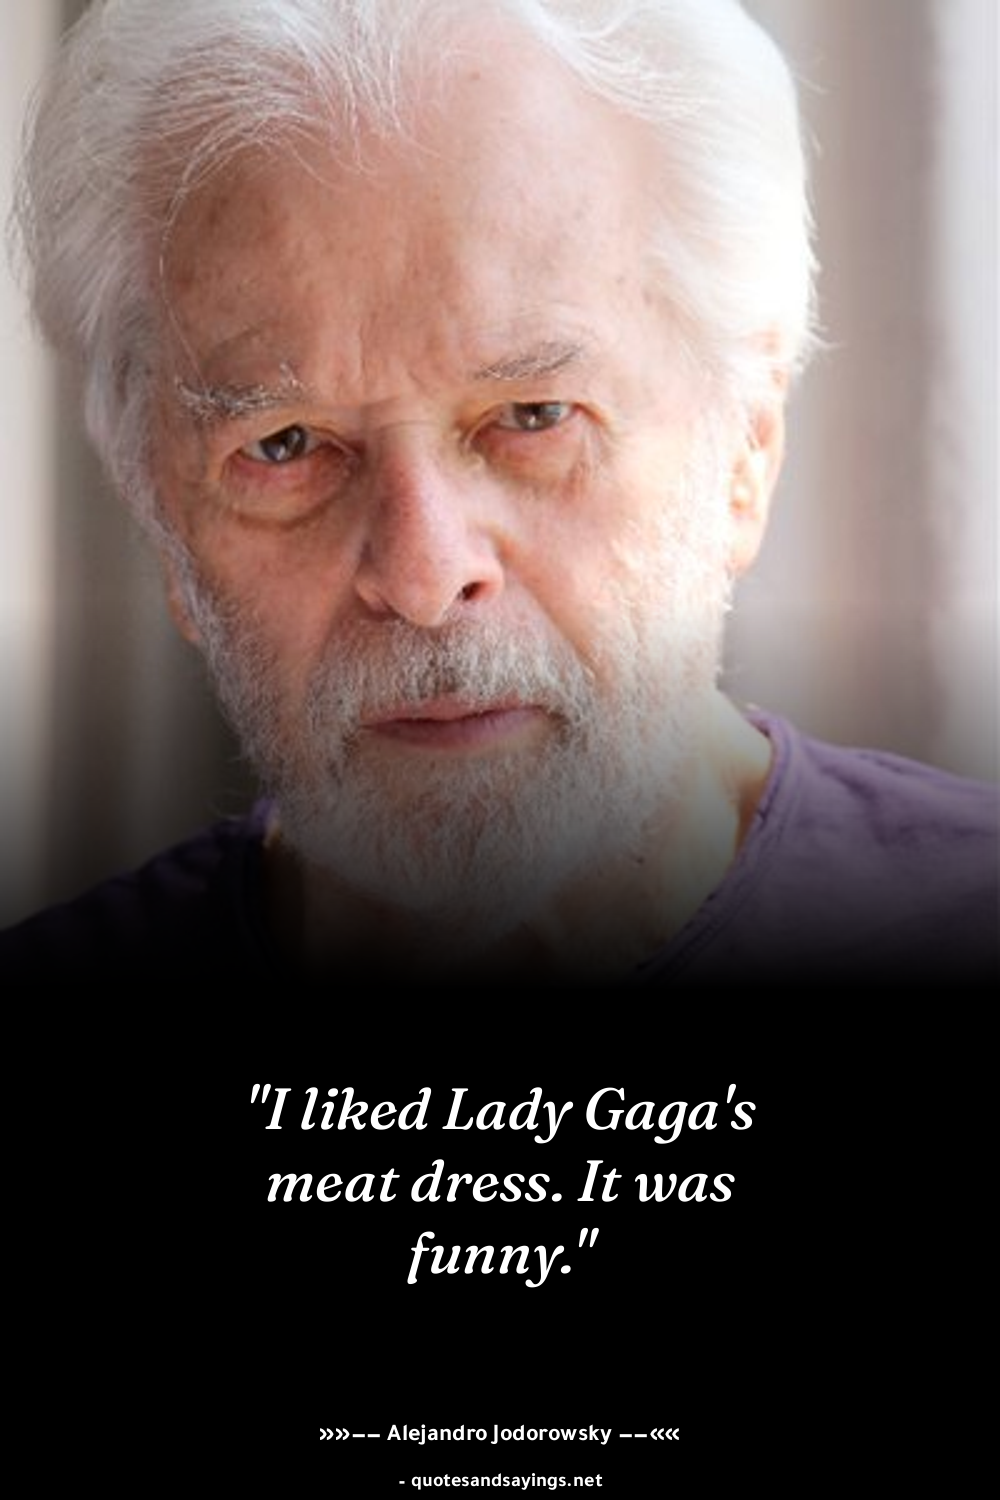 "I liked Lady Gaga's
meat dress. It was
funny."
»»−− Alejandro Jodorowsky −−««
- quotesandsayings.net